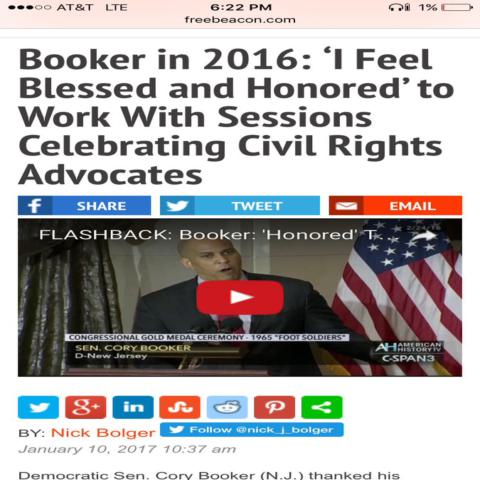 AT&T LTE 6:22 PM 1%
freebeacon.com
Booker in 2016: ‘I Feel
Blessed and Honored’ to
Work With Sessions
Celebrating Civil Rights
Advocates
SHARE TWEET EMAIL
FLASHBACK: Booker: 'Honored' T...
CONGRESSIONAL GOLD MEDAL CEREMONY - 1965 "FOOT SOLDIERS"
SEN. CORY BOOKER
D-New Jersey
AH AMERICAN
HISTORY TV
C-SPAN3
BY: Nick Bolger Follow @nick_j_bolger
January 10, 2017 10:37 am
Democratic Sen. Cory Booker (N.J.) thanked his